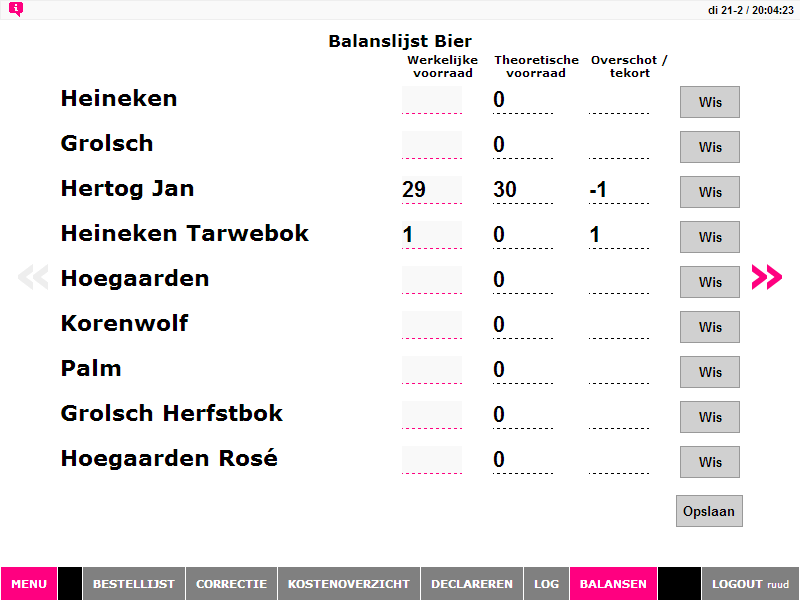 di 21-2 / 20:04:23
Balanslijst Bier
Werkelijke voorraad Theoretische voorraad Overschot / tekort
Heineken 0 Wis
Grolsch 0 Wis
Hertog Jan 29 30 -1 Wis
Heineken Tarwebok 1 0 1 Wis
« »
Hoegaarden 0 Wis
Korenwolf 0 Wis
Palm 0 Wis
Grolsch Herfstbok 0 Wis
Hoegaarden Rosé 0 Wis
Opslaan
MENU BESTELLIJST CORRECTIE KOSTENOVERZICHT DECLAREREN LOG BALANSEN LOGOUT ruud